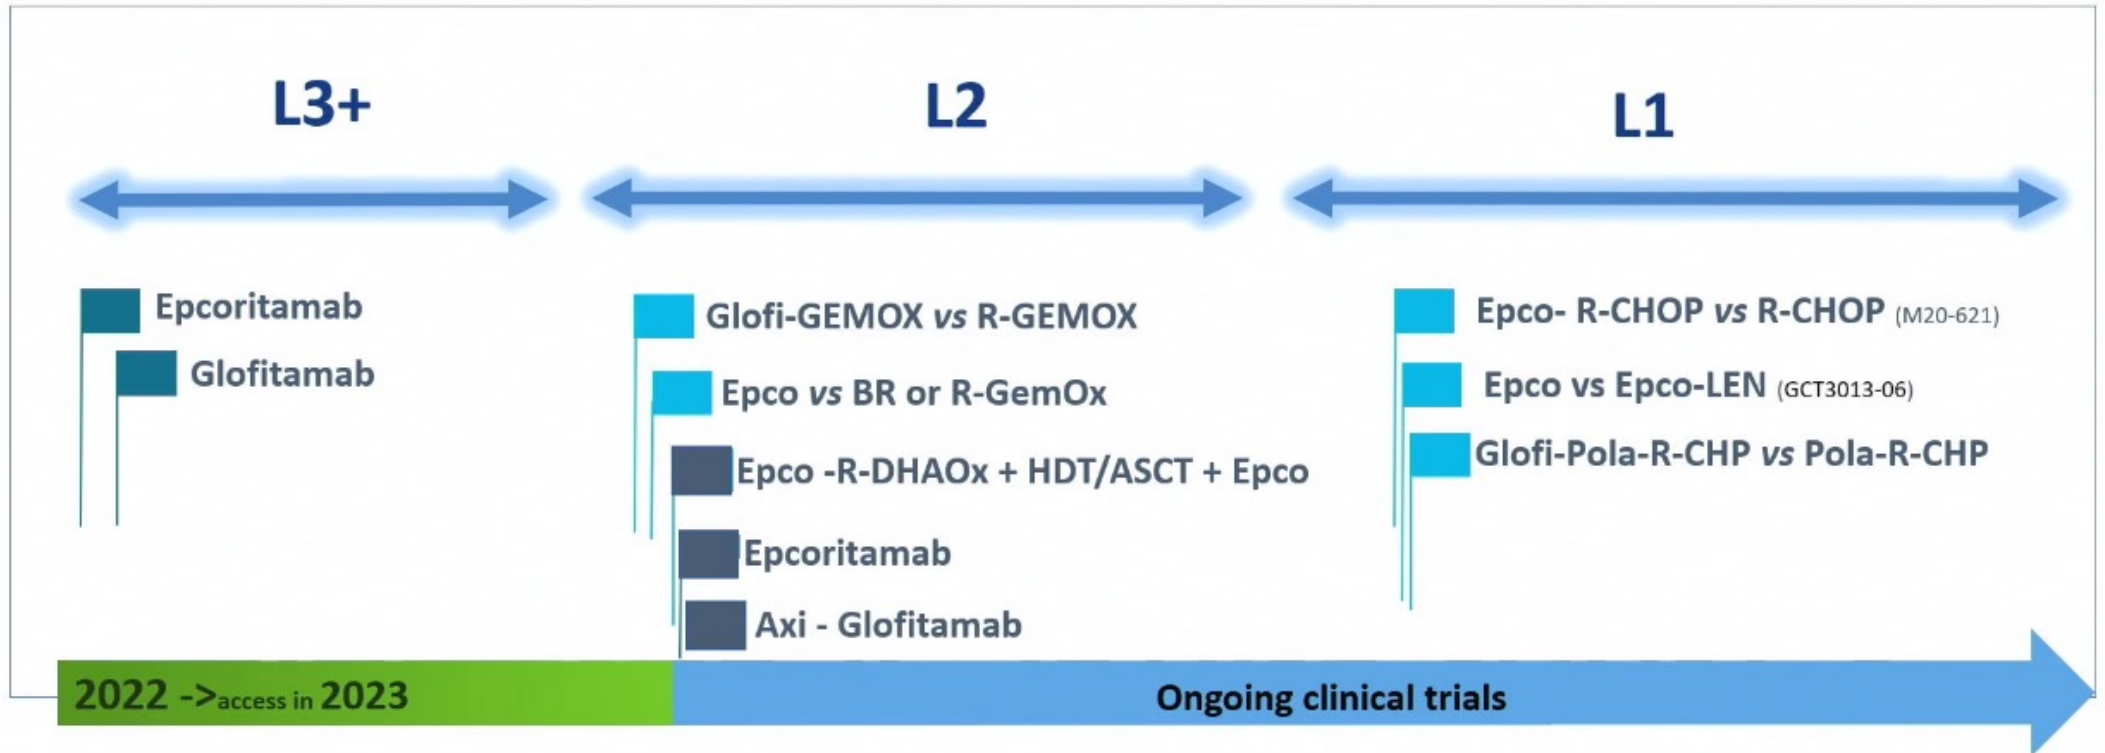 L3+
L2
L1
Epcoritamab
Glofitamab
Glofi-GEMOX vs R-GEMOX
Epco vs BR or R-GemOx
Epco -R-DHAOx + HDT/ASCT + Epco
Epcoritamab
Axi - Glofitamab
Epco- R-CHOP vs R-CHOP (M20-621)
Epco vs Epco-LEN (GCT3013-06)
Glofi-Pola-R-CHP vs Pola-R-CHP
2022 ->access in 2023
Ongoing clinical trials